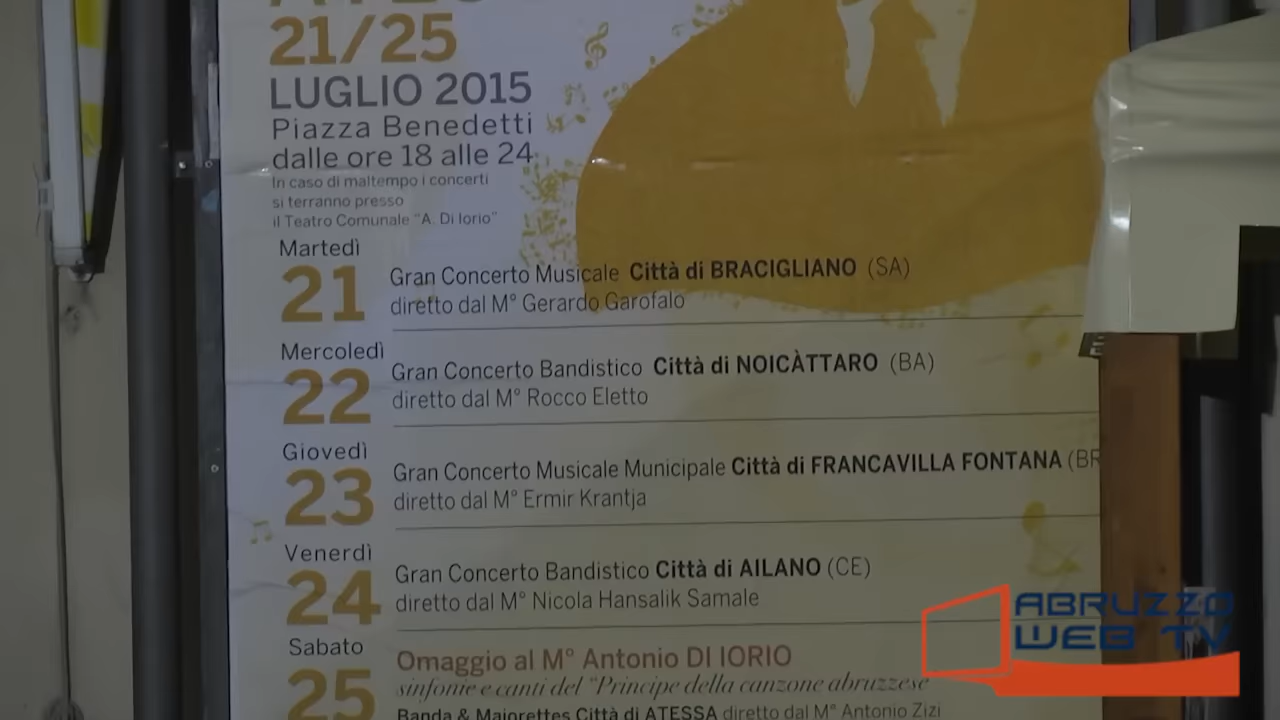 21/25
LUGLIO 2015
Piazza Benedetti
dalle ore 18 alle 24
In caso di maltempo i concerti
si terranno presso
il Teatro Comunale "A. Di Iorio"
Martedì
21
Gran Concerto Musicale Città di BRACIGLIANO (SA)
diretto dal M° Gerardo Garofalo
Mercoledì
22
Gran Concerto Bandistico Città di NOICÀTTARO (BA)
diretto dal M° Rocco Eletto
Giovedì
23
Gran Concerto Musicale Municipale Città di FRANCAVILLA FONTANA (BR
diretto dal M° Ermir Krantja
Venerdì
24
Gran Concerto Bandistico Città di AILANO (CE)
diretto dal M° Nicola Hansalik Samale
Sabato
25
Omaggio al M° Antonio DI IORIO
sinfonie e canti del "Principe della canzone abruzzese
Banda & Majorettes Città di ATESSA diretto dal M° Antonio Zizi
ABRUZZO
WEB TV